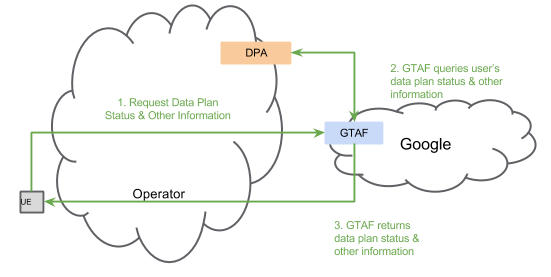 DPA
2. GTAF queries user's
data plan status & other
information
1. Request Data Plan
Status & Other Information
GTAF
Google
UE
Operator
3. GTAF returns
data plan status &
other information